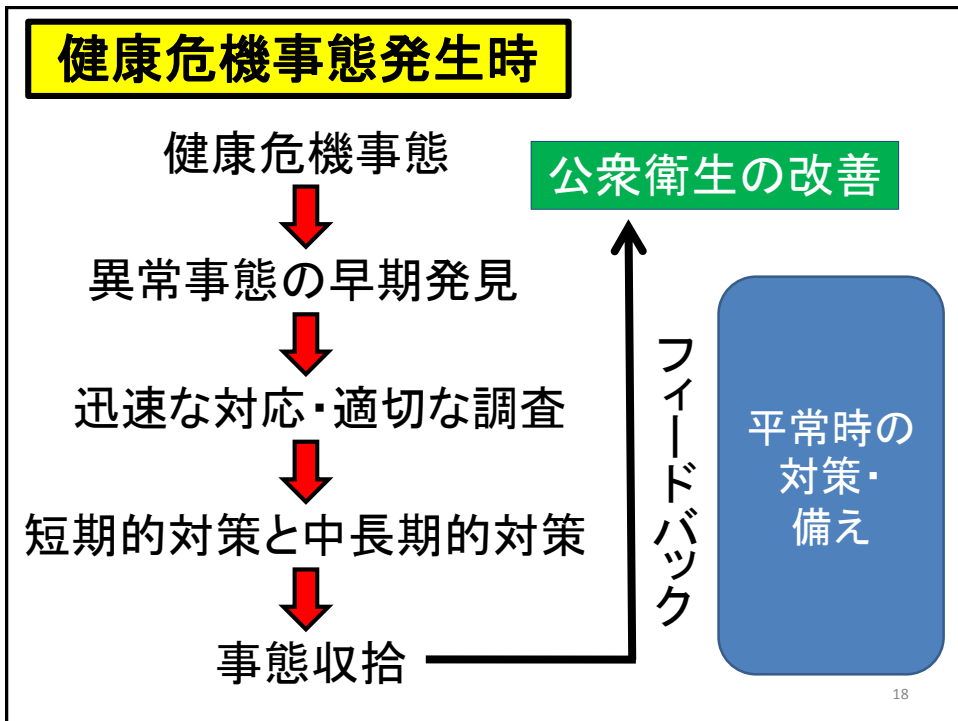 健康危機事態発生時
健康危機事態
異常事態の早期発見
迅速な対応・適切な調査
短期的対策と中長期的対策
事態収拾
公衆衛生の改善
フィードバック
平常時の
対策・
備え
18